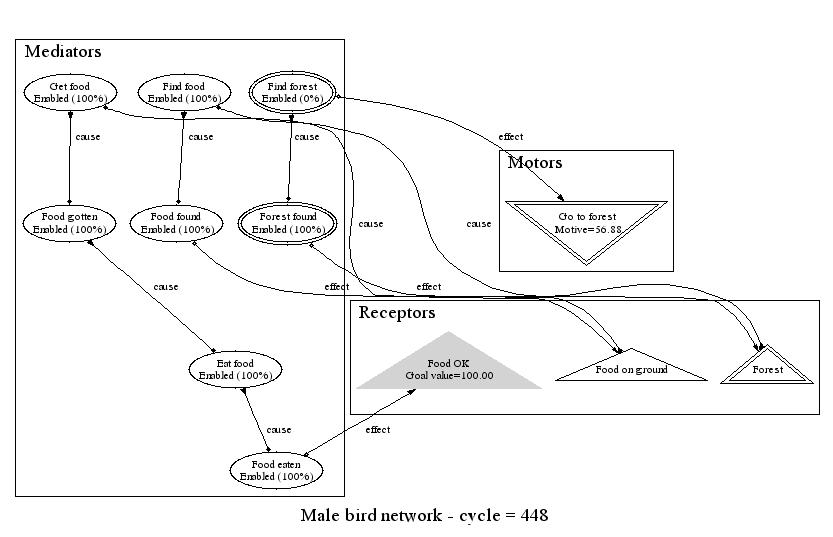 Mediators
Get food
Enabled (100%)
Find food
Enabled (100%)
Find forest
Enabled (0%)
cause
cause
cause
effect
Motors
Go to forest
Motive=56.88
Food gotten
Enabled (100%)
Food found
Enabled (100%)
Forest found
Enabled (100%)
cause
cause
cause
effect
effect
Receptors
Food OK
Goal value=100.00
Food on ground
Forest
Eat food
Enabled (100%)
cause
effect
Food eaten
Enabled (100%)
Male bird network - cycle = 448